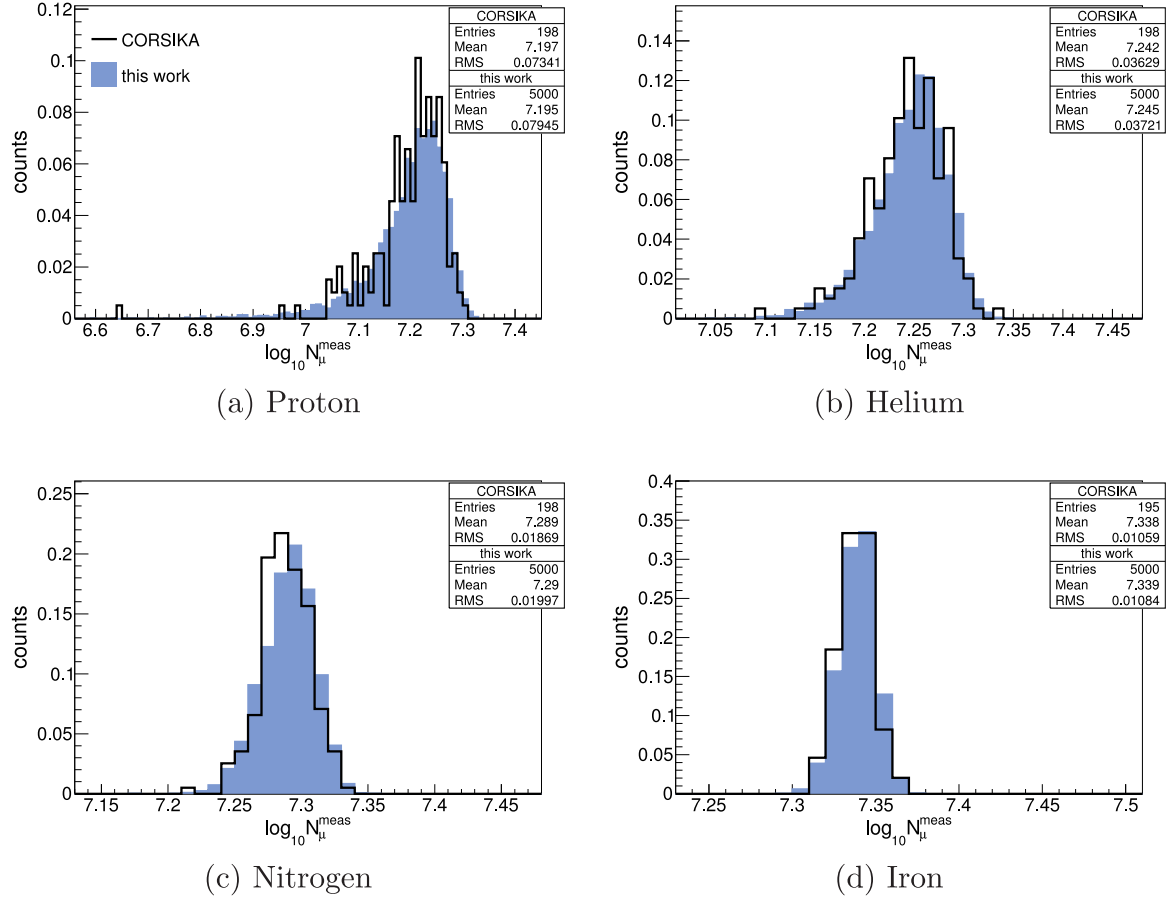 0.12
0.1
0.08
0.06
0.04
0.02
0
counts
CORSIKA
this work
CORSIKA
Entries 198
Mean 7.197
RMS 0.07341
this work
Entries 5000
Mean 7.195
RMS 0.07945
6.6 6.7 6.8 6.9 7 7.1 7.2 7.3 7.4
log10Nμmeas
(a) Proton
0.14
0.12
0.1
0.08
0.06
0.04
0.02
0
counts
CORSIKA
Entries 198
Mean 7.242
RMS 0.03629
this work
Entries 5000
Mean 7.245
RMS 0.03721
7.05 7.1 7.15 7.2 7.25 7.3 7.35 7.4 7.45
log10Nμmeas
(b) Helium
0.25
0.2
0.15
0.1
0.05
0
counts
CORSIKA
Entries 198
Mean 7.289
RMS 0.01869
this work
Entries 5000
Mean 7.29
RMS 0.01997
7.15 7.2 7.25 7.3 7.35 7.4 7.45
log10Nμmeas
(c) Nitrogen
0.4
0.35
0.3
0.25
0.2
0.15
0.1
0.05
0
counts
CORSIKA
Entries 195
Mean 7.338
RMS 0.01059
this work
Entries 5000
Mean 7.339
RMS 0.01084
7.25 7.3 7.35 7.4 7.45 7.5
log10Nμmeas
(d) Iron